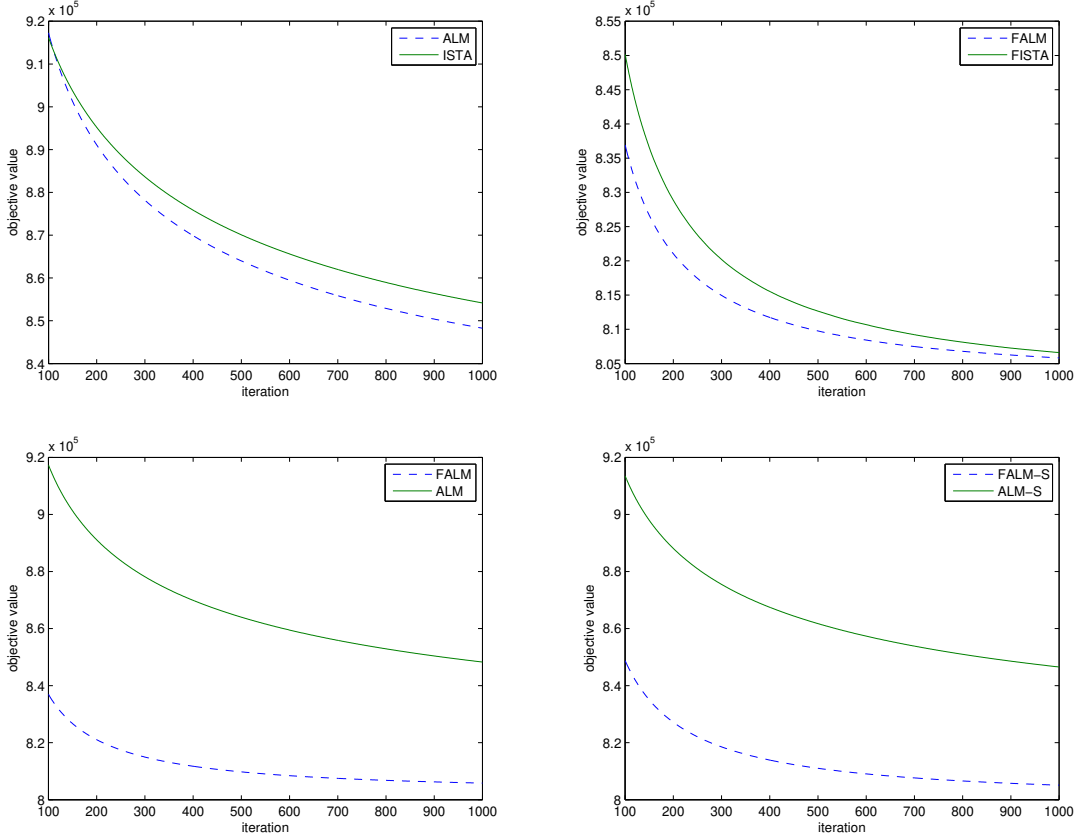 x 10^5
9.2
9.1
9
8.9
8.8
8.7
8.6
8.5
8.4
objective value
100 200 300 400 500 600 700 800 900 1000
iteration
ALM
ISTA
x 10^5
8.55
8.5
8.45
8.4
8.35
8.3
8.25
8.2
8.15
8.1
8.05
objective value
100 200 300 400 500 600 700 800 900 1000
iteration
FALM
FISTA
x 10^5
9.2
9
8.8
8.6
8.4
8.2
8
objective value
100 200 300 400 500 600 700 800 900 1000
iteration
FALM
ALM
x 10^5
9.2
9
8.8
8.6
8.4
8.2
8
objective value
100 200 300 400 500 600 700 800 900 1000
iteration
FALM−S
ALM−S